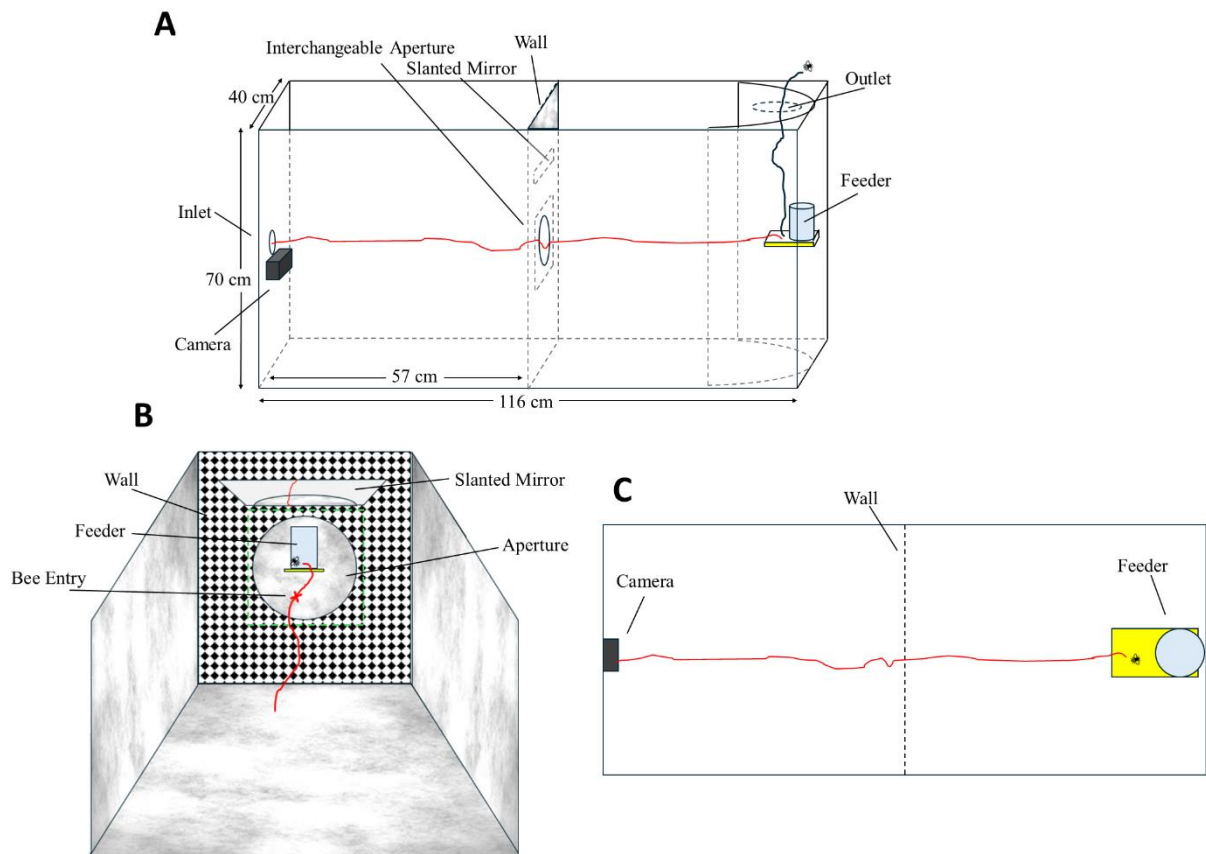 A
Interchangeable Aperture
Wall
Slanted Mirror
40 cm
Outlet
Feeder
Inlet
70 cm
Camera
57 cm
116 cm
B
Wall
Slanted Mirror
Feeder
Aperture
Bee Entry
C
Wall
Camera
Feeder